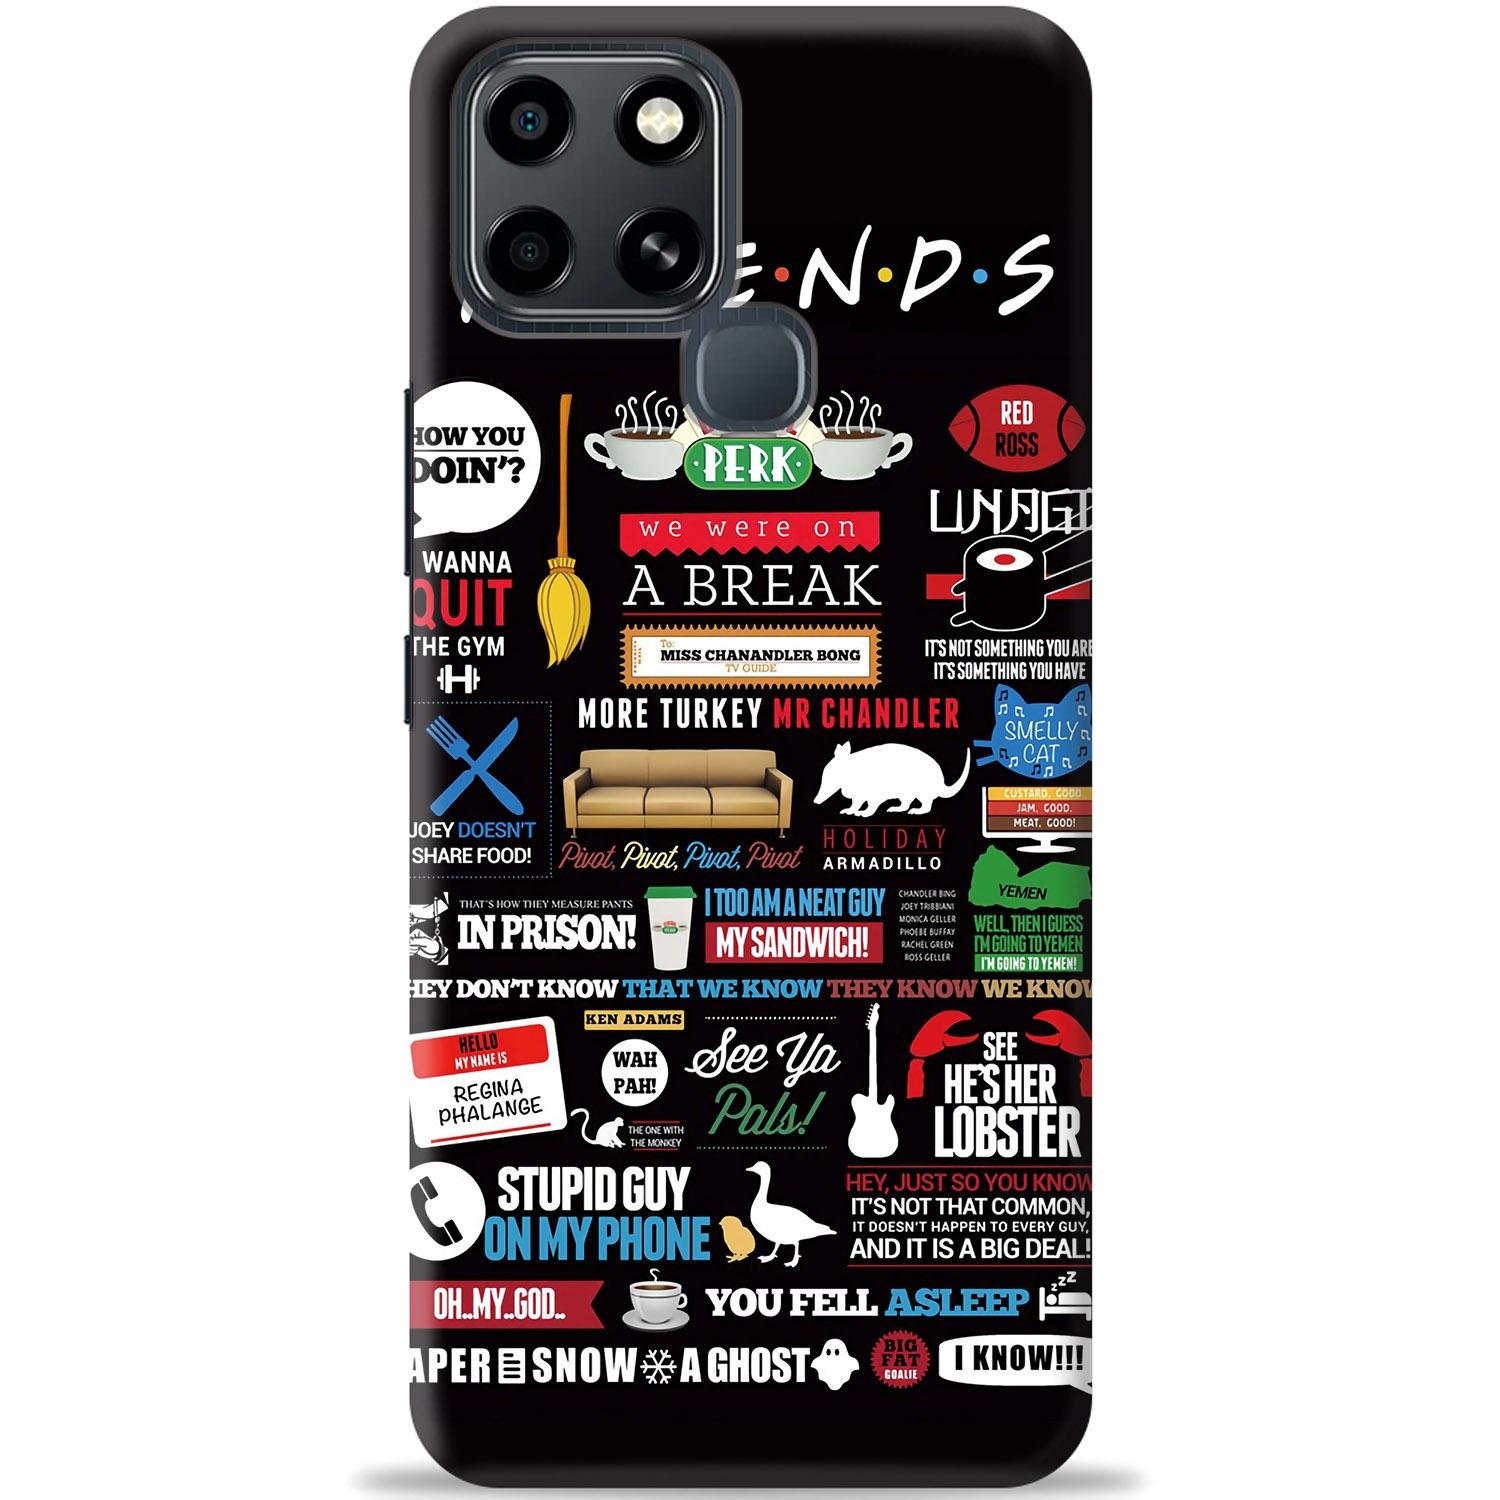 E·N·D·S
HOW YOU
DOIN'?
PERK
RED
ROSS
we were on
A BREAK
UNAGI
WANNA
QUIT
THE GYM
To:
MISS CHANANDLER BONG
TV GUIDE
IT'S NOT SOMETHING YOU ARE
IT'S SOMETHING YOU HAVE
MORE TURKEY MR CHANDLER
SMELLY
CAT
CUSTARD, GOOD.
JAM, GOOD.
MEAT, GOOD!
JOEY DOESN'T
SHARE FOOD!
Pivot, Pivot, Pivot, Pivot
HOLIDAY
ARMADILLO
YEMEN
WELL, THEN I GUESS
I'M GOING TO YEMEN
I'M GOING TO YEMEN!
THAT'S HOW THEY MEASURE PANTS
IN PRISON!
I TOO AM A NEAT GUY
MY SANDWICH!
CHANDLER BING
JOEY TRIBBIANI
MONICA GELLER
PHOEBE BUFFAY
RACHEL GREEN
ROSS GELLER
HEY DON'T KNOW THAT WE KNOW THEY KNOW WE KNOW
HELLO
MY NAME IS
REGINA
PHALANGE
KEN ADAMS
WAH
PAH!
THE ONE WITH
THE MONKEY
See Ya
Pals!
SEE
HE'S HER
LOBSTER
STUPID GUY
ON MY PHONE
HEY, JUST SO YOU KNOW
IT'S NOT THAT COMMON,
IT DOESN'T HAPPEN TO EVERY GUY,
AND IT IS A BIG DEAL!
OH..MY..GOD..
YOU FELL ASLEEP
zzz
APER SNOW A GHOST
BIG
FAT
GOALIE
I KNOW!!!